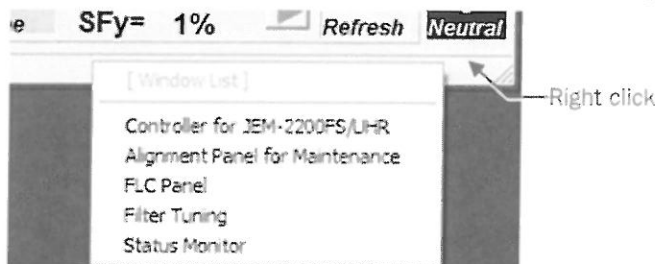 SFy= 1% Refresh Neutral
[ Window List ]
Right click
Controller for JEM-2200FS/UHR
Alignment Panel for Maintenance
FLC Panel
Filter Tuning
Status Monitor